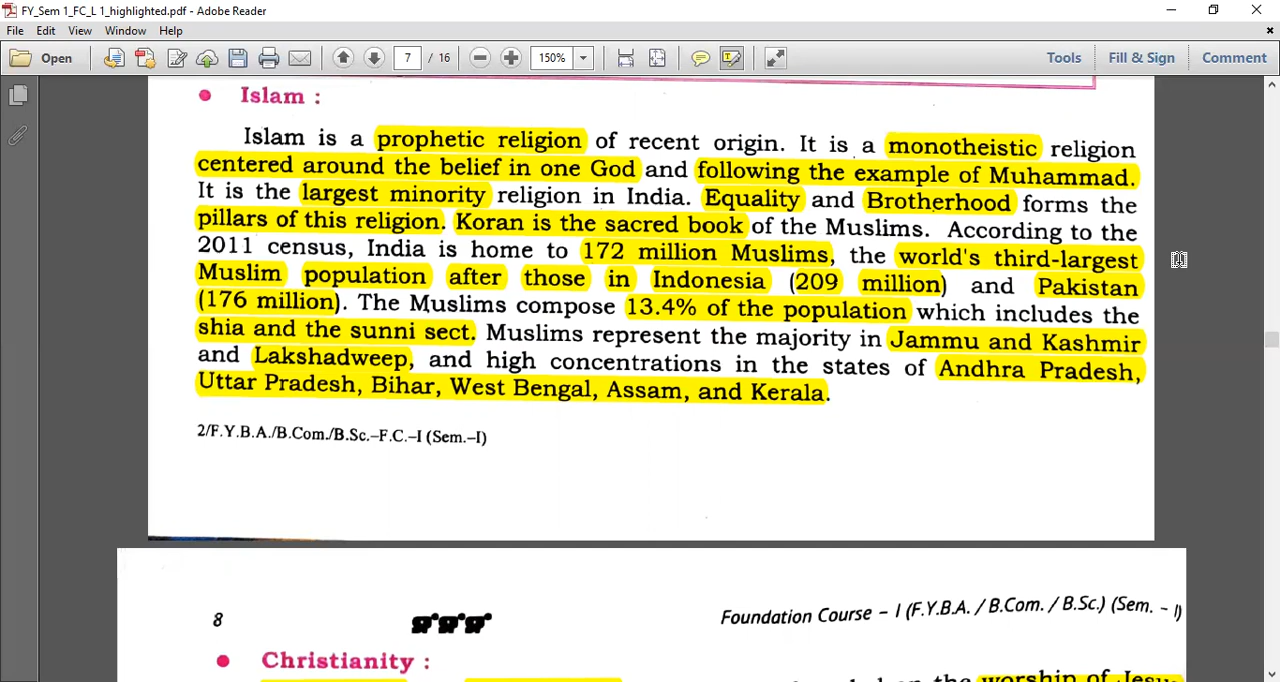 FY_Sem 1_FC_L 1_highlighted.pdf - Adobe Reader
File Edit View Window Help
Open 7 / 16 150% Tools Fill & Sign Comment
• Islam :
Islam is a prophetic religion of recent origin. It is a monotheistic religion
centered around the belief in one God and following the example of Muhammad.
It is the largest minority religion in India. Equality and Brotherhood forms the
pillars of this religion. Koran is the sacred book of the Muslims. According to the
2011 census, India is home to 172 million Muslims, the world's third-largest
Muslim population after those in Indonesia (209 million) and Pakistan
(176 million). The Muslims compose 13.4% of the population which includes the
shia and the sunni sect. Muslims represent the majority in Jammu and Kashmir
and Lakshadweep, and high concentrations in the states of Andhra Pradesh,
Uttar Pradesh, Bihar, West Bengal, Assam, and Kerala.
2/F.Y.B.A./B.Com./B.Sc.–F.C.–I (Sem.–I)
8 Foundation Course – I (F.Y.B.A. / B.Com. / B.Sc.) (Sem. – I)
• Christianity :
the worship of Jesus